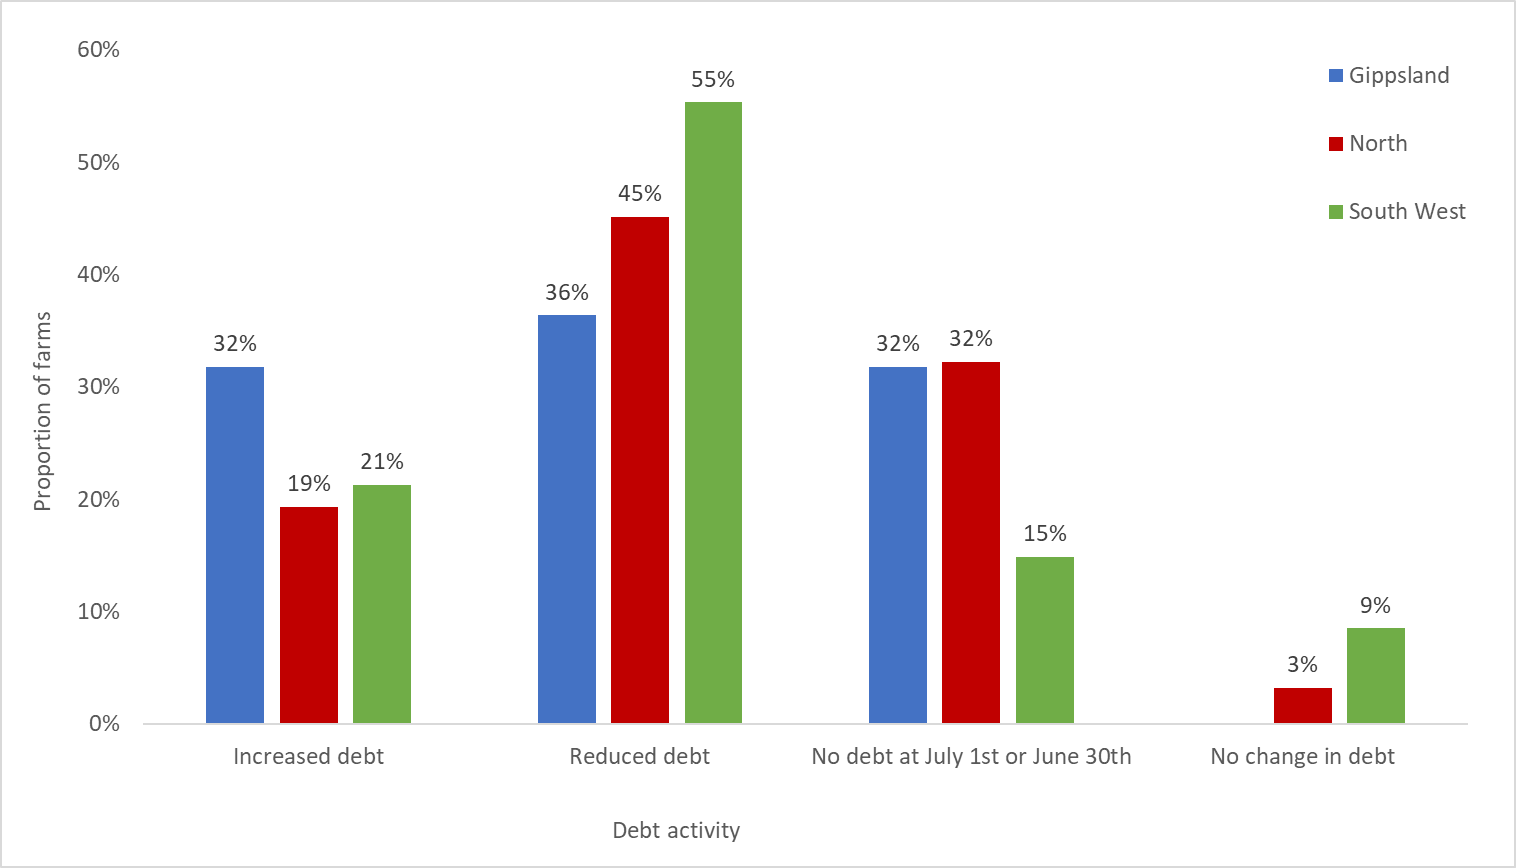 60%
50%
40%
30%
20%
10%
0%
Proportion of farms
32%
19%
21%
36%
45%
55%
32%
32%
15%
3%
9%
Increased debt
Reduced debt
No debt at July 1st or June 30th
No change in debt
Debt activity
Gippsland
North
South West